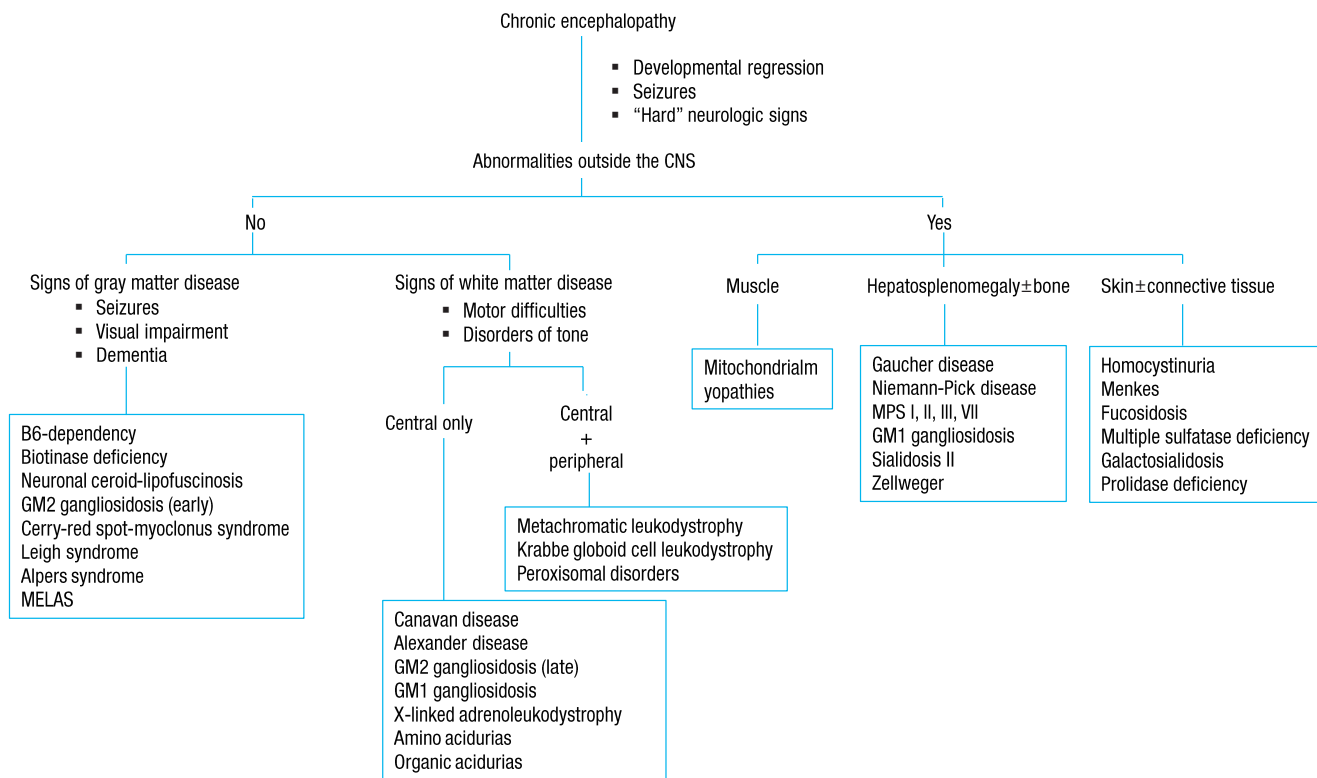 Chronic encephalopathy
▪ Developmental regression
▪ Seizures
▪ “Hard” neurologic signs
Abnormalities outside the CNS
No
Yes
Signs of gray matter disease
▪ Seizures
▪ Visual impairment
▪ Dementia
B6-dependency
Biotinase deficiency
Neuronal ceroid-lipofuscinosis
GM2 gangliosidosis (early)
Cerry-red spot-myoclonus syndrome
Leigh syndrome
Alpers syndrome
MELAS
Signs of white matter disease
▪ Motor difficulties
▪ Disorders of tone
Central only
Canavan disease
Alexander disease
GM2 gangliosidosis (late)
GM1 gangliosidosis
X-linked adrenoleukodystrophy
Amino acidurias
Organic acidurias
Central
+
peripheral
Metachromatic leukodystrophy
Krabbe globoid cell leukodystrophy
Peroxisomal disorders
Muscle
Mitochondrialm
yopathies
Hepatosplenomegaly±bone
Gaucher disease
Niemann-Pick disease
MPS I, II, III, VII
GM1 gangliosidosis
Sialidosis II
Zellweger
Skin±connective tissue
Homocystinuria
Menkes
Fucosidosis
Multiple sulfatase deficiency
Galactosialidosis
Prolidase deficiency